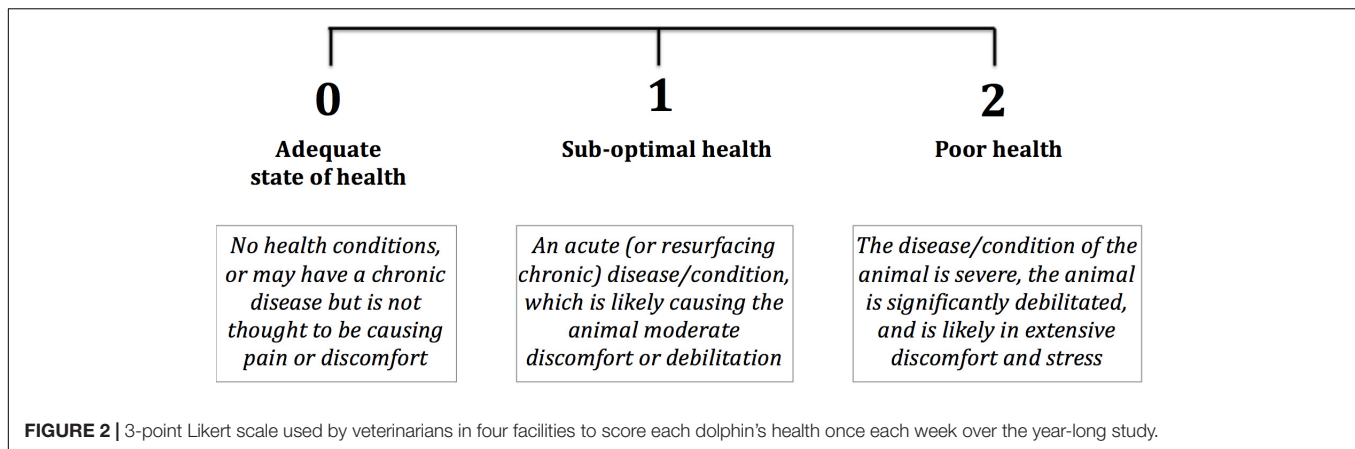 0
Adequate
state of health
No health conditions,
or may have a chronic
disease but is not
thought to be causing
pain or discomfort
1
Sub-optimal health
An acute (or resurfacing
chronic) disease/condition,
which is likely causing the
animal moderate
discomfort or debilitation
2
Poor health
The disease/condition of the
animal is severe, the animal
is significantly debilitated,
and is likely in extensive
discomfort and stress
FIGURE 2 | 3-point Likert scale used by veterinarians in four facilities to score each dolphin's health once each week over the year-long study.